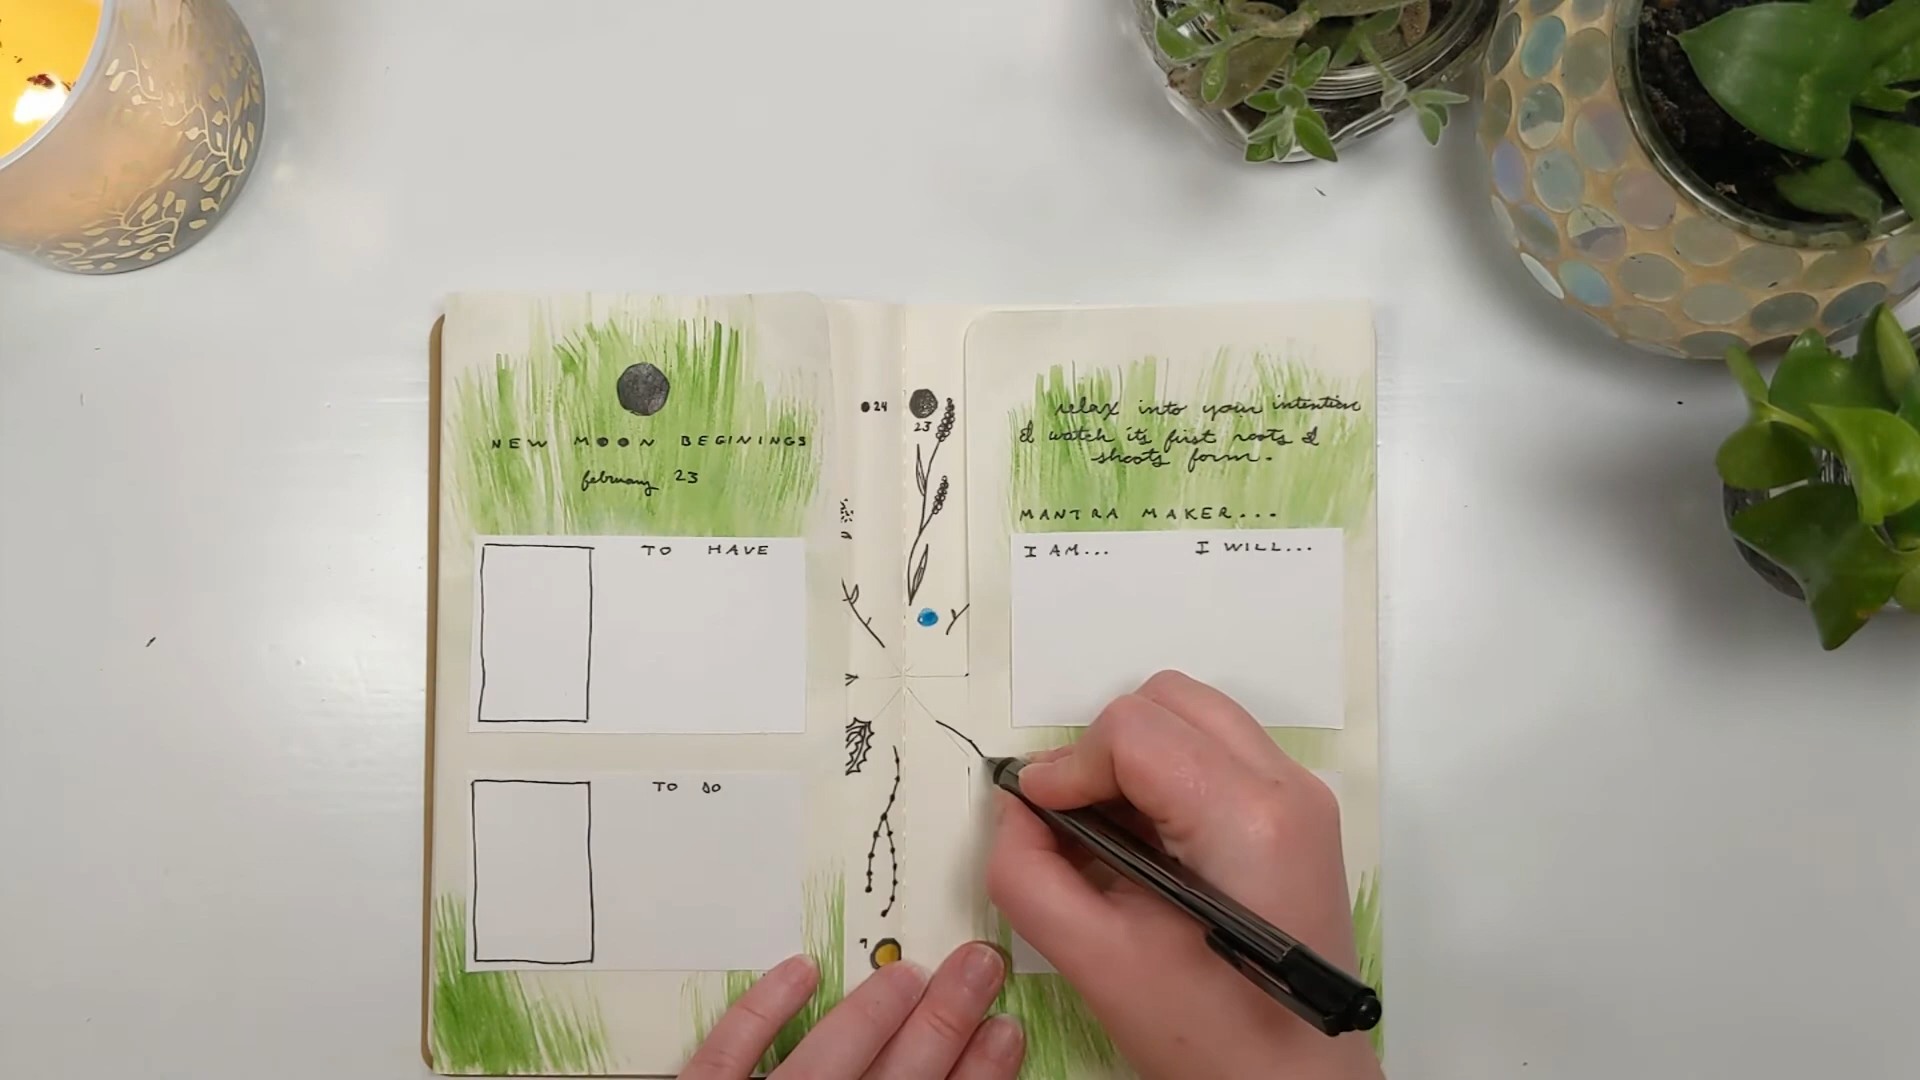 NEW MOON BEGININGS
february 23
TO HAVE
TO DO
24
23
9
relax into your intention
& watch its first roots &
shoots form.
MANTRA MAKER...
I AM... I WILL...